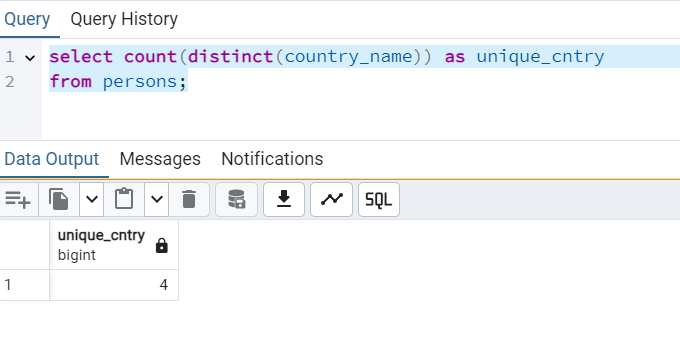 Query Query History
1 select count(distinct(country_name)) as unique_cntry
2 from persons;
Data Output Messages Notifications
SQL
unique_cntry
bigint
1 4